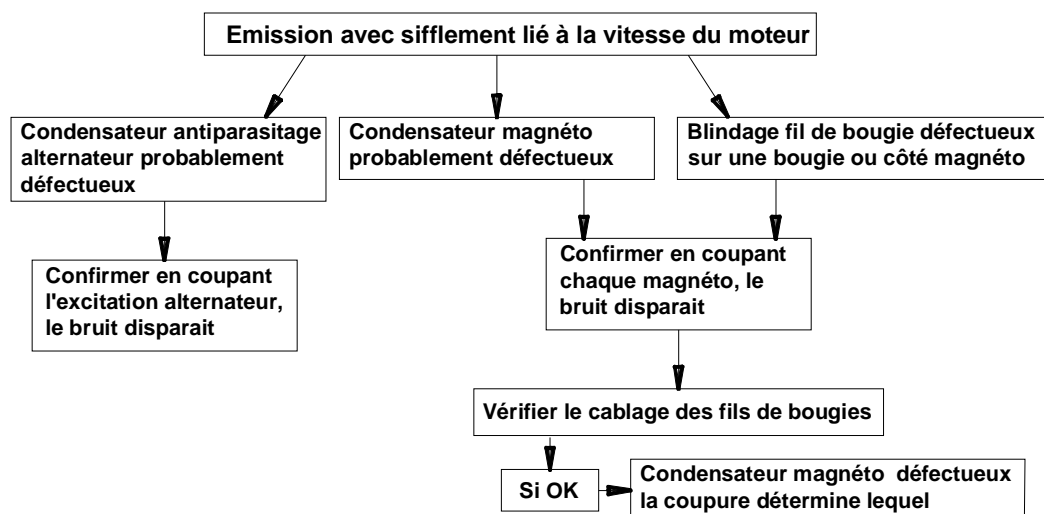 Emission avec sifflement lié à la vitesse du moteur
Condensateur antiparasitage
alternateur probablement
défectueux
Condensateur magnéto
probablement défectueux
Blindage fil de bougie défectueux
sur une bougie ou côté magnéto
Confirmer en coupant
l'excitation alternateur,
le bruit disparait
Confirmer en coupant
chaque magnéto, le
bruit disparait
Vérifier le cablage des fils de bougies
Si OK
Condensateur magnéto défectueux
la coupure détermine lequel